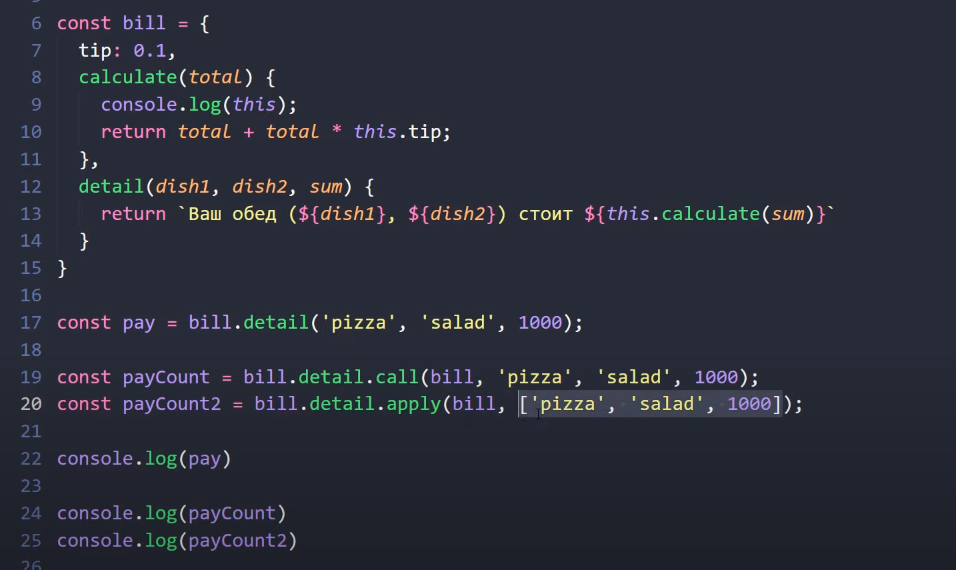 6 const bill = {
7 tip: 0.1,
8 calculate(total) {
9 console.log(this);
10 return total + total * this.tip;
11 },
12 detail(dish1, dish2, sum) {
13 return `Ваш обед (${dish1}, ${dish2}) стоит ${this.calculate(sum)}`
14 }
15 }
16
17 const pay = bill.detail('pizza', 'salad', 1000);
18
19 const payCount = bill.detail.call(bill, 'pizza', 'salad', 1000);
20 const payCount2 = bill.detail.apply(bill, ['pizza', 'salad', 1000]);
21
22 console.log(pay)
23
24 console.log(payCount)
25 console.log(payCount2)
26